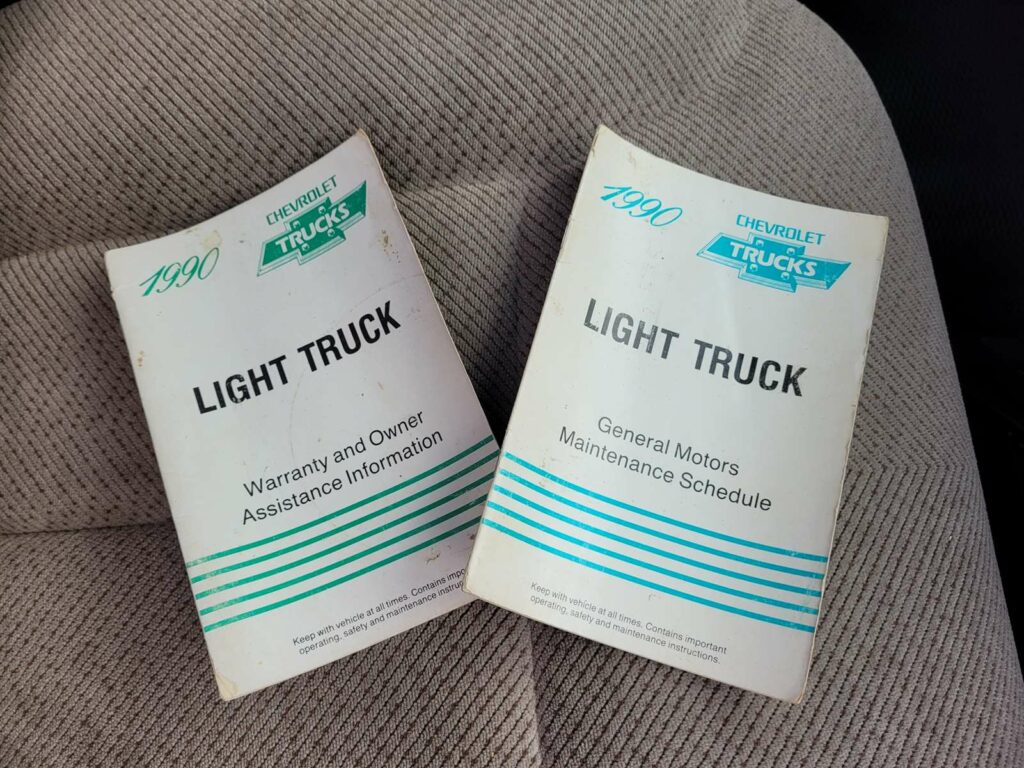 1990
CHEVROLET
TRUCKS
LIGHT TRUCK
Warranty and Owner
Assistance Information
Keep with vehicle at all times. Contains
operating, safety and maintenance
1990
CHEVROLET
TRUCKS
LIGHT TRUCK
General Motors
Maintenance Schedule
Keep with vehicle at all times. Contains important
operating, safety and maintenance instructions.